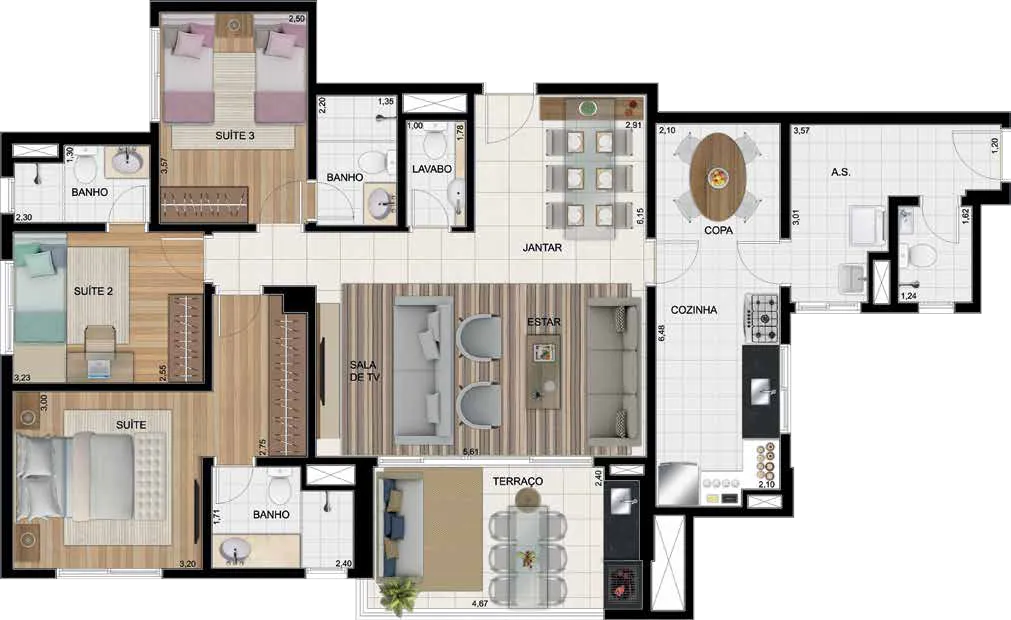 2,50
SUÍTE 3
3,57
2,20
1,35
BANHO
1,00
1,78
LAVABO
2,91
6,15
JANTAR
2,10
COPA
3,57
A.S.
3,01
1,20
1,62
1,24
1,30
BANHO
2,30
SUÍTE 2
3,23
2,55
COZINHA
6,48
2,10
ESTAR
SALA
DE TV
5,61
3,00
SUÍTE
2,75
3,20
1,71
BANHO
2,40
TERRAÇO
2,40
4,67